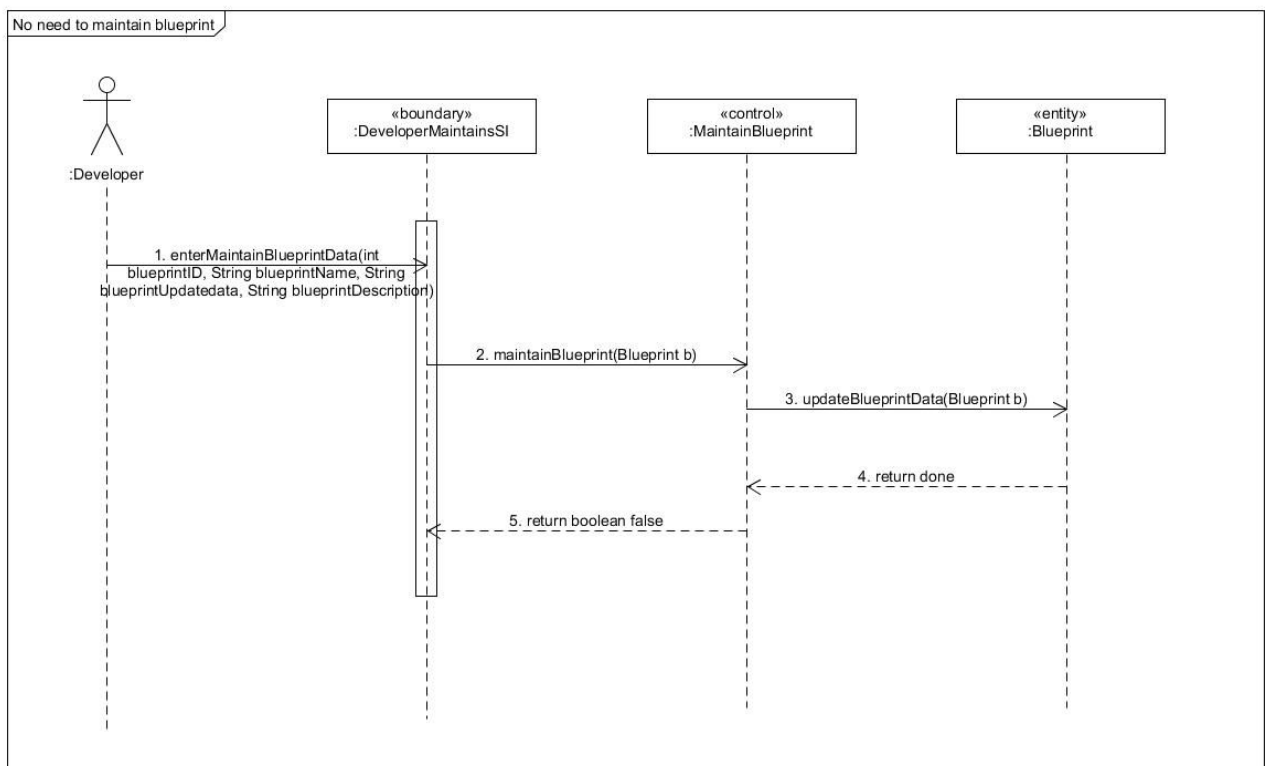 No need to maintain blueprint
«boundary»
:DeveloperMaintainsSI
«control»
:MaintainBlueprint
«entity»
:Blueprint
:Developer
1. enterMaintainBlueprintData(int
blueprintID, String blueprintName, String
blueprintUpdatedata, String blueprintDescription)
2. maintainBlueprint(Blueprint b)
3. updateBlueprintData(Blueprint b)
4. return done
5. return boolean false